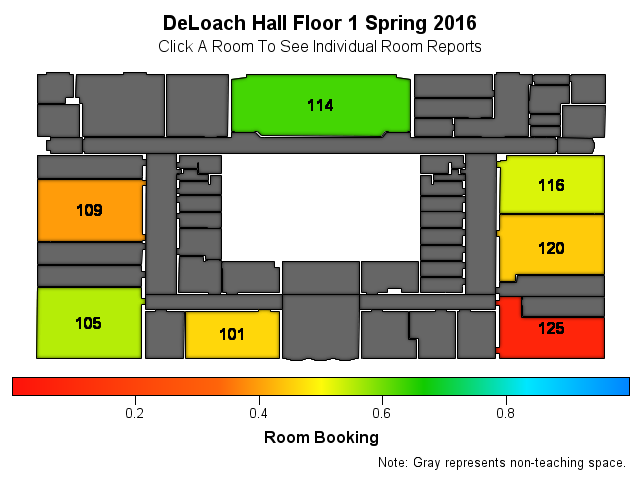 DeLoach Hall Floor 1 Spring 2016
Click A Room To See Individual Room Reports
114
109
116
120
105
101
125
0.2 0.4 0.6 0.8
Room Booking
Note: Gray represents non-teaching space.